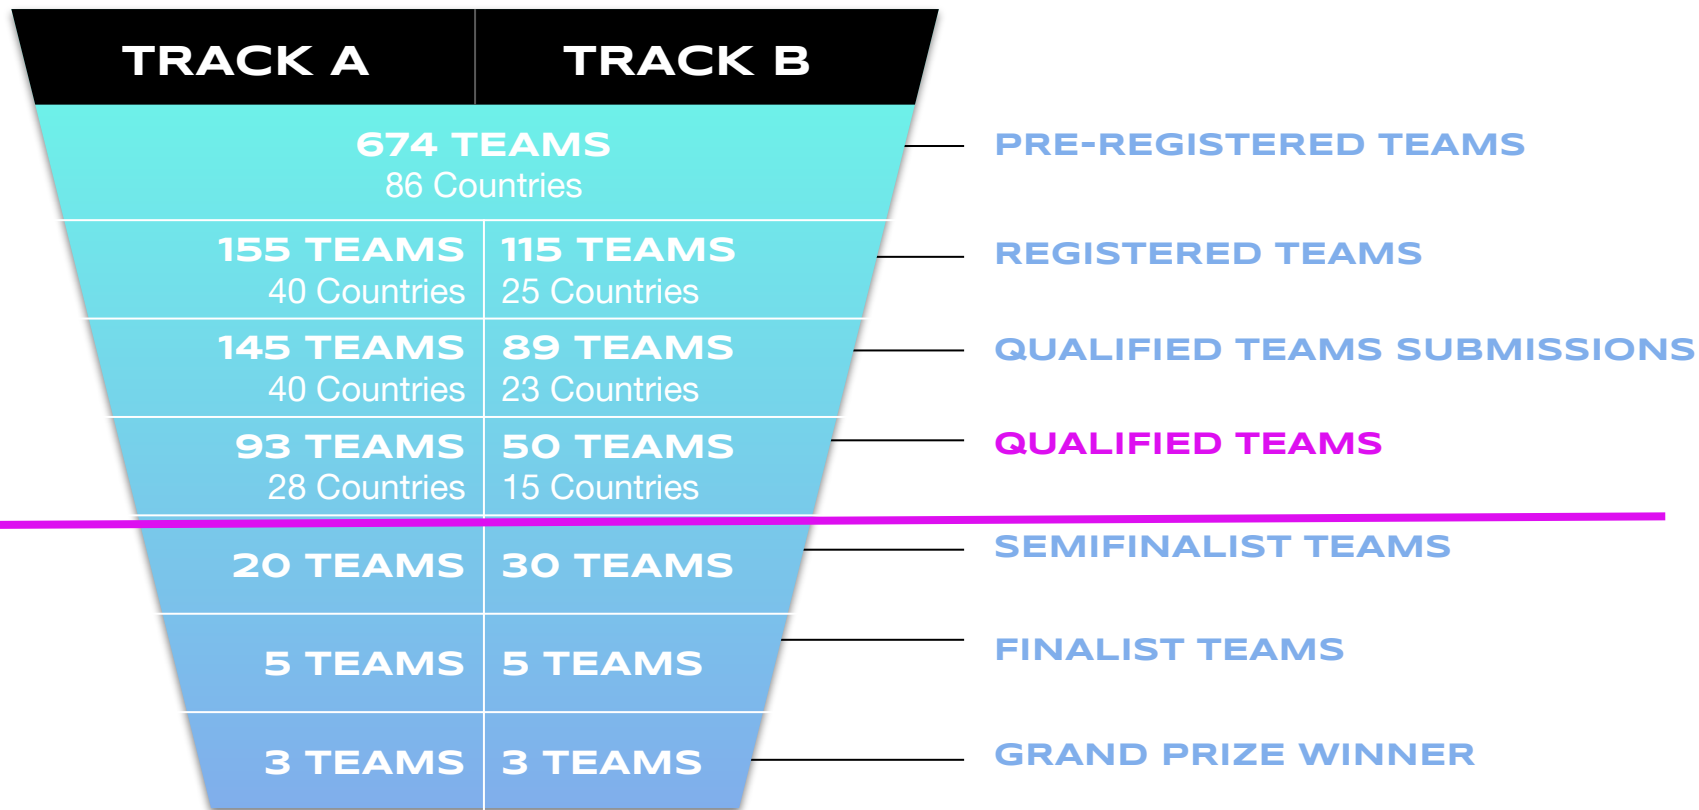 TRACK A TRACK B
674 TEAMS PRE-REGISTERED TEAMS
86 Countries
155 TEAMS 115 TEAMS REGISTERED TEAMS
40 Countries 25 Countries
145 TEAMS 89 TEAMS QUALIFIED TEAMS SUBMISSIONS
40 Countries 23 Countries
93 TEAMS 50 TEAMS QUALIFIED TEAMS
28 Countries 15 Countries
20 TEAMS 30 TEAMS SEMIFINALIST TEAMS
5 TEAMS 5 TEAMS FINALIST TEAMS
3 TEAMS 3 TEAMS GRAND PRIZE WINNER